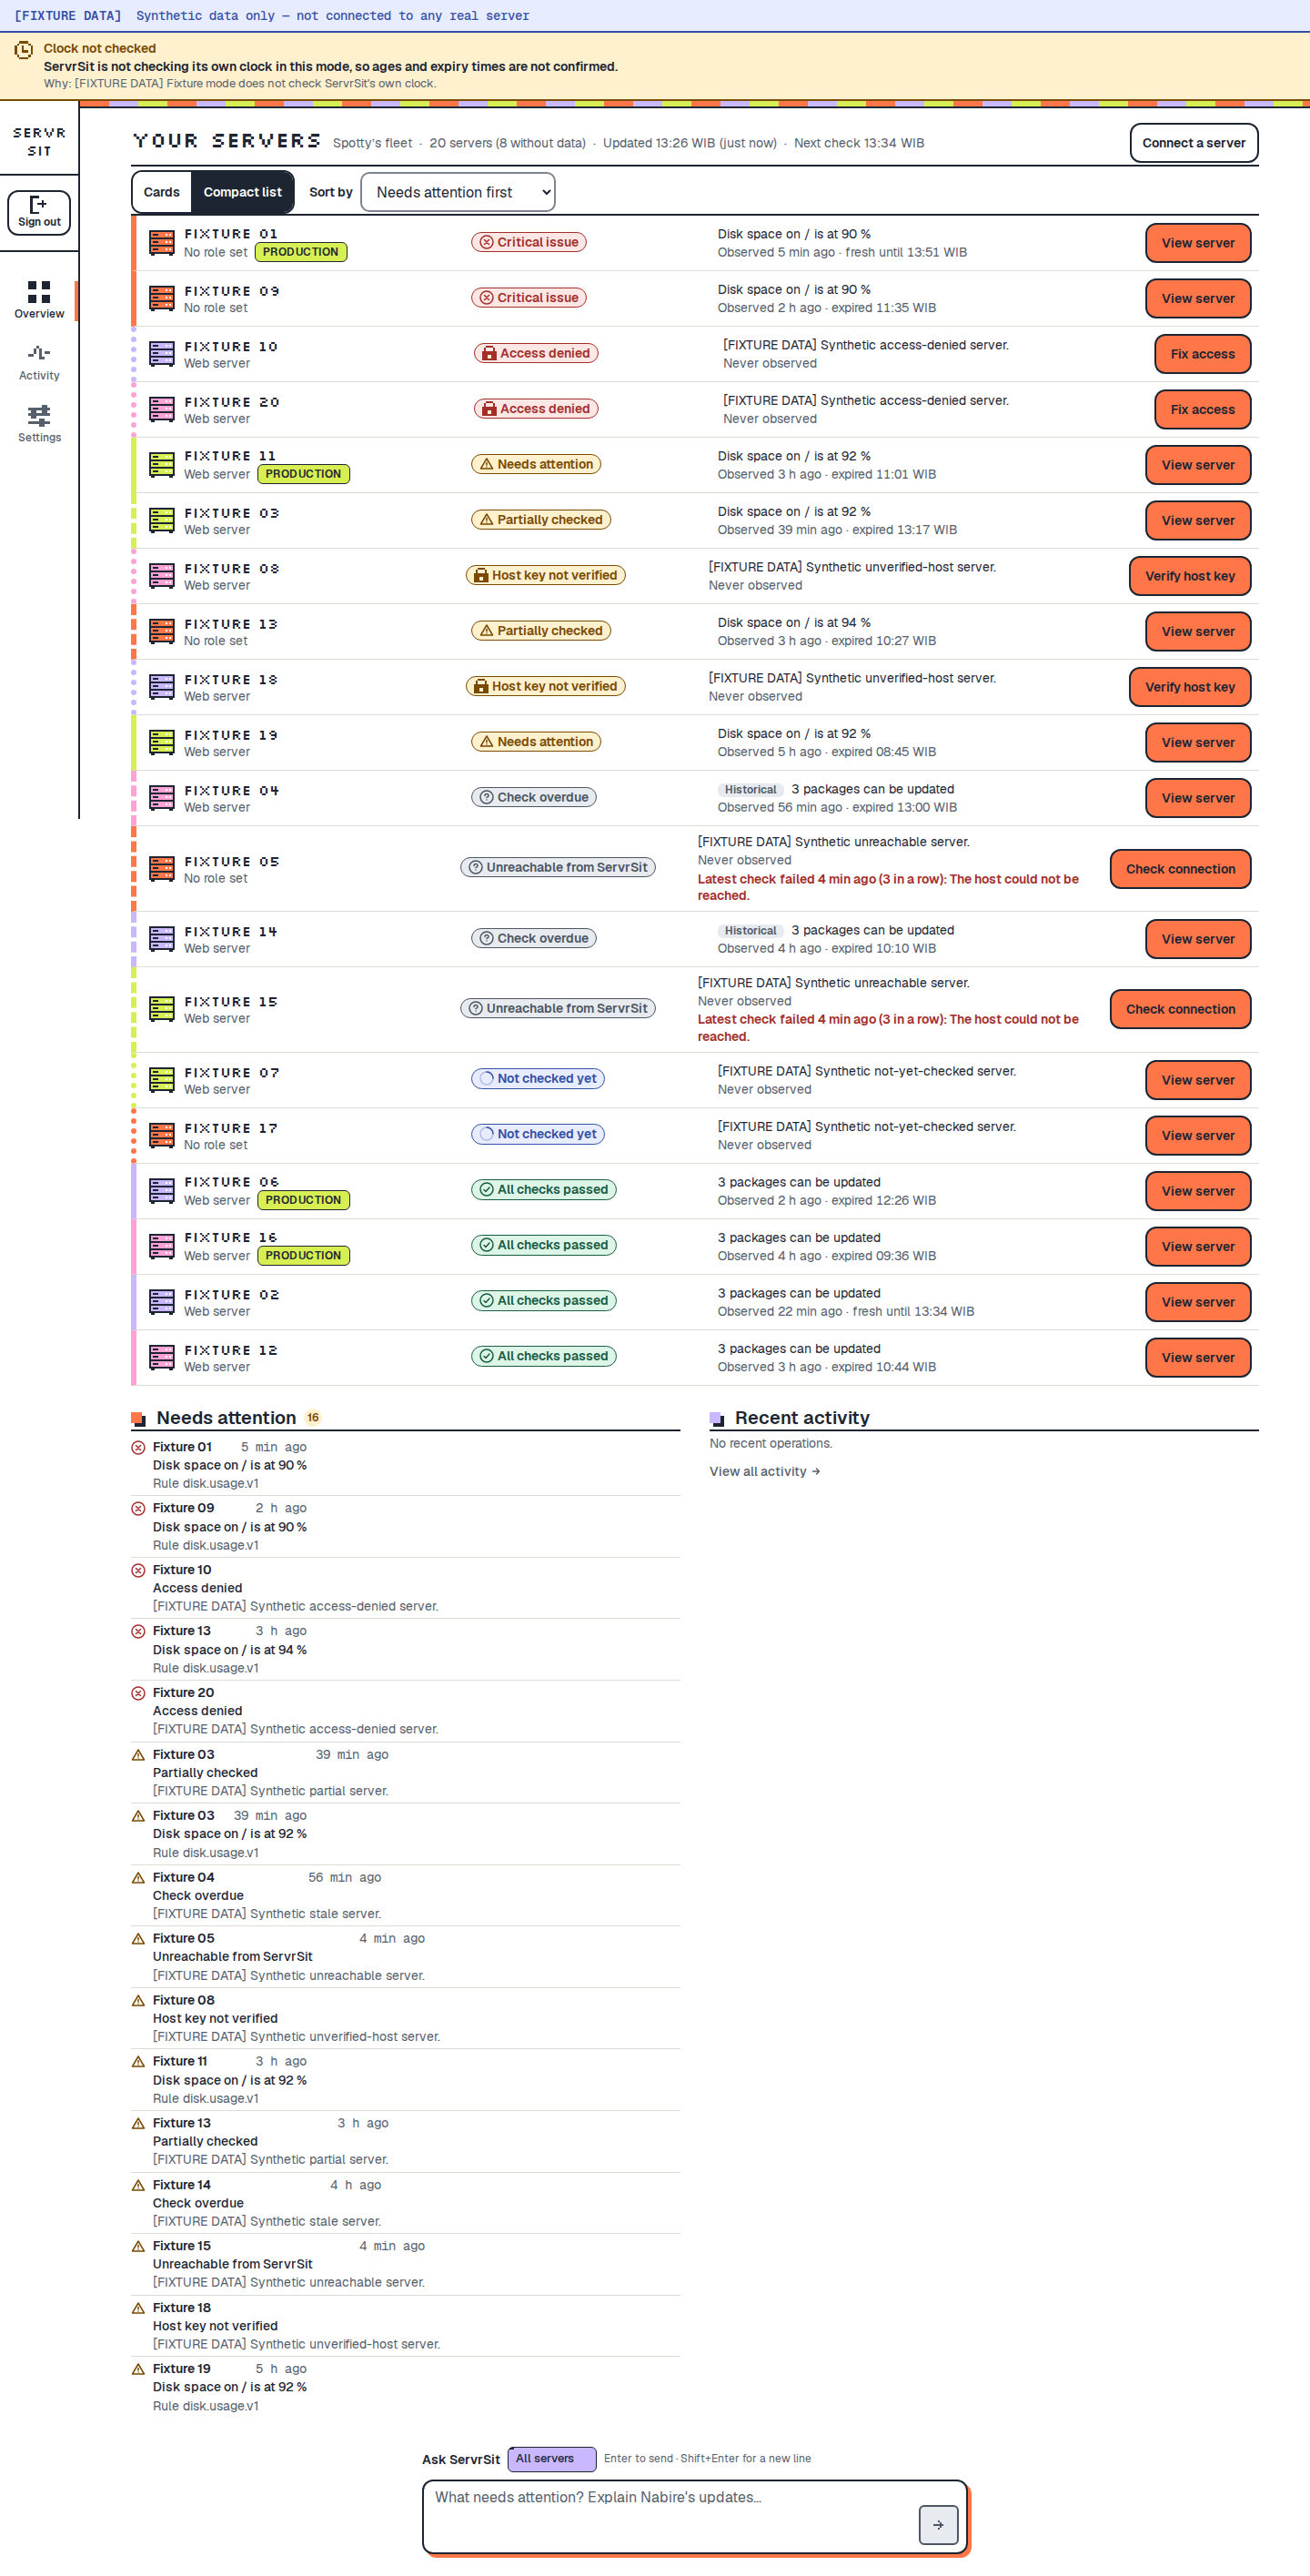 [FIXTURE DATA] Synthetic data only — not connected to any real server
Clock not checked
ServrSit is not checking its own clock in this mode, so ages and expiry times are not confirmed.
Why: [FIXTURE DATA] Fixture mode does not check ServrSit's own clock.
SERVR
SIT
Sign out
Overview
Activity
Settings
YOUR SERVERS Spotty's fleet · 20 servers (8 without data) · Updated 13:26 WIB (just now) · Next check 13:34 WIB Connect a server
Cards Compact list Sort by Needs attention first
FIXTURE 01 Critical issue Disk space on / is at 90 % View server
No role set PRODUCTION Observed 5 min ago · fresh until 13:51 WIB
FIXTURE 09 Critical issue Disk space on / is at 90 % View server
No role set Observed 2 h ago · expired 11:35 WIB
FIXTURE 10 Access denied [FIXTURE DATA] Synthetic access-denied server. Fix access
Web server Never observed
FIXTURE 20 Access denied [FIXTURE DATA] Synthetic access-denied server. Fix access
Web server Never observed
FIXTURE 11 Needs attention Disk space on / is at 92 % View server
Web server PRODUCTION Observed 3 h ago · expired 11:01 WIB
FIXTURE 03 Partially checked Disk space on / is at 92 % View server
Web server Observed 39 min ago · expired 13:17 WIB
FIXTURE 08 Host key not verified [FIXTURE DATA] Synthetic unverified-host server. Verify host key
Web server Never observed
FIXTURE 13 Partially checked Disk space on / is at 94 % View server
No role set Observed 3 h ago · expired 10:27 WIB
FIXTURE 18 Host key not verified [FIXTURE DATA] Synthetic unverified-host server. Verify host key
Web server Never observed
FIXTURE 19 Needs attention Disk space on / is at 92 % View server
Web server Observed 5 h ago · expired 08:45 WIB
FIXTURE 04 Check overdue Historical 3 packages can be updated View server
Web server Observed 56 min ago · expired 13:00 WIB
FIXTURE 05 Unreachable from ServrSit [FIXTURE DATA] Synthetic unreachable server. Check connection
No role set Never observed
Latest check failed 4 min ago (3 in a row): The host could not be
reached.
FIXTURE 14 Check overdue Historical 3 packages can be updated View server
Web server Observed 4 h ago · expired 10:10 WIB
FIXTURE 15 Unreachable from ServrSit [FIXTURE DATA] Synthetic unreachable server. Check connection
Web server Never observed
Latest check failed 4 min ago (3 in a row): The host could not be
reached.
FIXTURE 07 Not checked yet [FIXTURE DATA] Synthetic not-yet-checked server. View server
Web server Never observed
FIXTURE 17 Not checked yet [FIXTURE DATA] Synthetic not-yet-checked server. View server
No role set Never observed
FIXTURE 06 All checks passed 3 packages can be updated View server
Web server PRODUCTION Observed 2 h ago · expired 12:26 WIB
FIXTURE 16 All checks passed 3 packages can be updated View server
Web server PRODUCTION Observed 4 h ago · expired 09:36 WIB
FIXTURE 02 All checks passed 3 packages can be updated View server
Web server Observed 22 min ago · fresh until 13:34 WIB
FIXTURE 12 All checks passed 3 packages can be updated View server
Web server Observed 3 h ago · expired 10:44 WIB
Needs attention 16
Fixture 01 5 min ago
Disk space on / is at 90 %
Rule disk.usage.v1
Fixture 09 2 h ago
Disk space on / is at 90 %
Rule disk.usage.v1
Fixture 10
Access denied
[FIXTURE DATA] Synthetic access-denied server.
Fixture 13 3 h ago
Disk space on / is at 94 %
Rule disk.usage.v1
Fixture 20
Access denied
[FIXTURE DATA] Synthetic access-denied server.
Fixture 03 39 min ago
Partially checked
[FIXTURE DATA] Synthetic partial server.
Fixture 03 39 min ago
Disk space on / is at 92 %
Rule disk.usage.v1
Fixture 04 56 min ago
Check overdue
[FIXTURE DATA] Synthetic stale server.
Fixture 05 4 min ago
Unreachable from ServrSit
[FIXTURE DATA] Synthetic unreachable server.
Fixture 08
Host key not verified
[FIXTURE DATA] Synthetic unverified-host server.
Fixture 11 3 h ago
Disk space on / is at 92 %
Rule disk.usage.v1
Fixture 13 3 h ago
Partially checked
[FIXTURE DATA] Synthetic partial server.
Fixture 14 4 h ago
Check overdue
[FIXTURE DATA] Synthetic stale server.
Fixture 15 4 min ago
Unreachable from ServrSit
[FIXTURE DATA] Synthetic unreachable server.
Fixture 18
Host key not verified
[FIXTURE DATA] Synthetic unverified-host server.
Fixture 19 5 h ago
Disk space on / is at 92 %
Rule disk.usage.v1
Recent activity
No recent operations.
View all activity →
Ask ServrSit All servers Enter to send · Shift+Enter for a new line
What needs attention? Explain Nabire's updates...